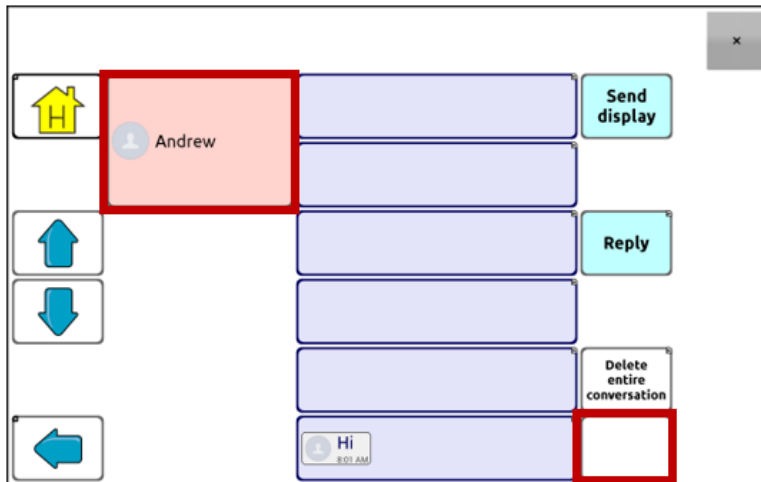 ×
H
Andrew
Send
display
Reply
Delete
entire
conversation
Hi
8:01 AM